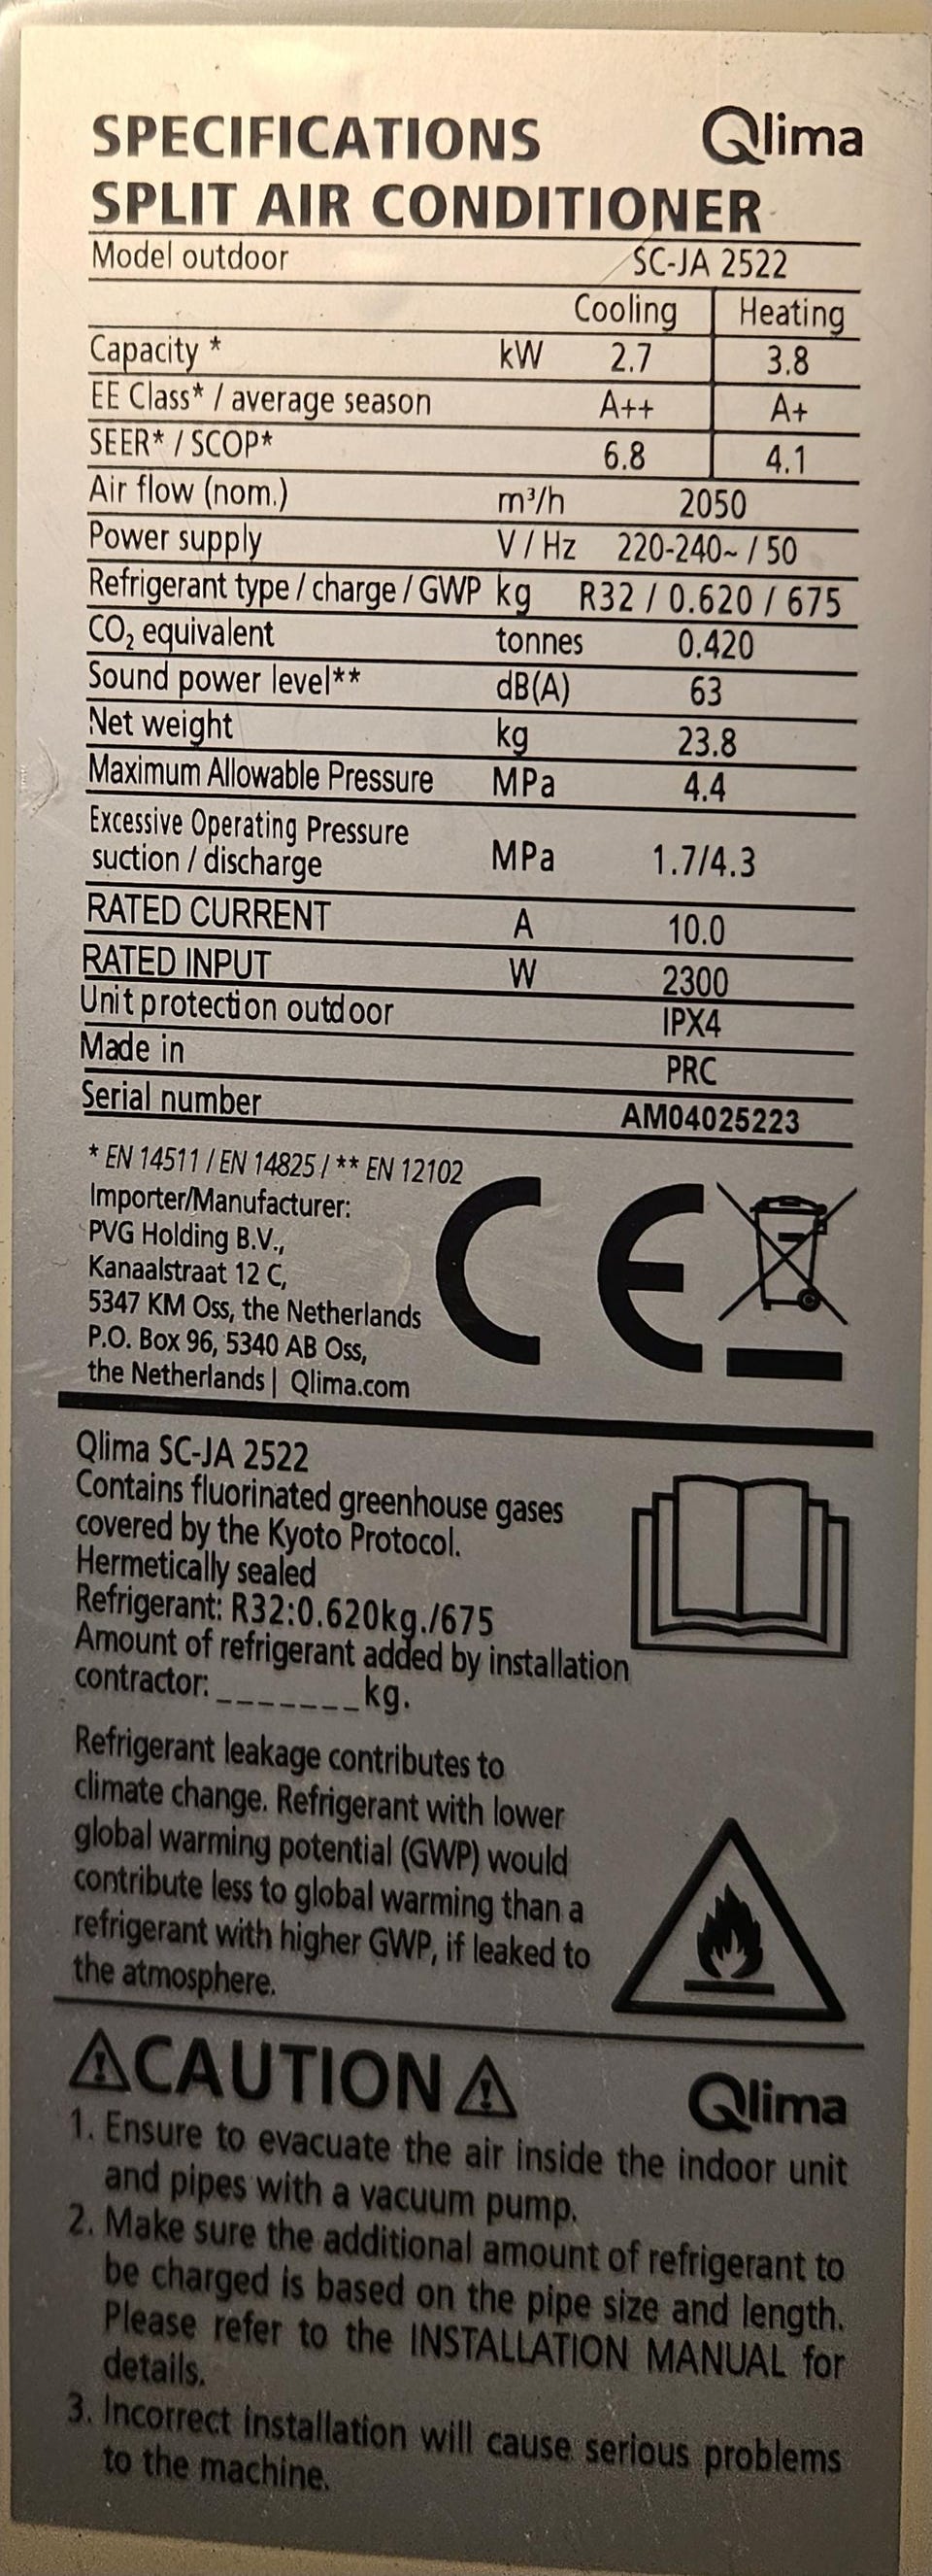 SPECIFICATIONS Qlima
SPLIT AIR CONDITIONER
Model outdoor SC-JA 2522
Cooling Heating
Capacity * kW 2.7 3.8
EE Class* / average season A++ A+
SEER* / SCOP* 6.8 4.1
Air flow (nom.) m³/h 2050
Power supply V / Hz 220-240~ / 50
Refrigerant type / charge / GWP kg R32 / 0.620 / 675
CO₂ equivalent tonnes 0.420
Sound power level** dB(A) 63
Net weight kg 23.8
Maximum Allowable Pressure MPa 4.4
Excessive Operating Pressure
suction / discharge MPa 1.7/4.3
RATED CURRENT A 10.0
RATED INPUT W 2300
Unit protection outdoor IPX4
Made in PRC
Serial number AM04025223
* EN 14511 / EN 14825 / ** EN 12102
Importer/Manufacturer:
PVG Holding B.V.,
Kanaalstraat 12 C,
5347 KM Oss, the Netherlands
P.O. Box 96, 5340 AB Oss,
the Netherlands | Qlima.com
CE
Qlima SC-JA 2522
Contains fluorinated greenhouse gases
covered by the Kyoto Protocol.
Hermetically sealed
Refrigerant: R32:0.620kg./675
Amount of refrigerant added by installation
contractor: _______kg.
Refrigerant leakage contributes to
climate change. Refrigerant with lower
global warming potential (GWP) would
contribute less to global warming than a
refrigerant with higher GWP, if leaked to
the atmosphere.
CAUTION Qlima
1. Ensure to evacuate the air inside the indoor unit
and pipes with a vacuum pump.
2. Make sure the additional amount of refrigerant to
be charged is based on the pipe size and length.
Please refer to the INSTALLATION MANUAL for
details.
3. Incorrect installation will cause serious problems
to the machine.